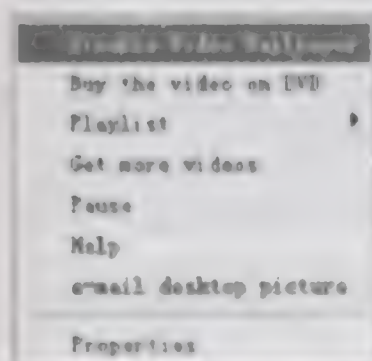 Video Wallpaper
Buy the video on DVD
Playlist
Get more videos
Pause
Help
e-mail desktop picture
Properties